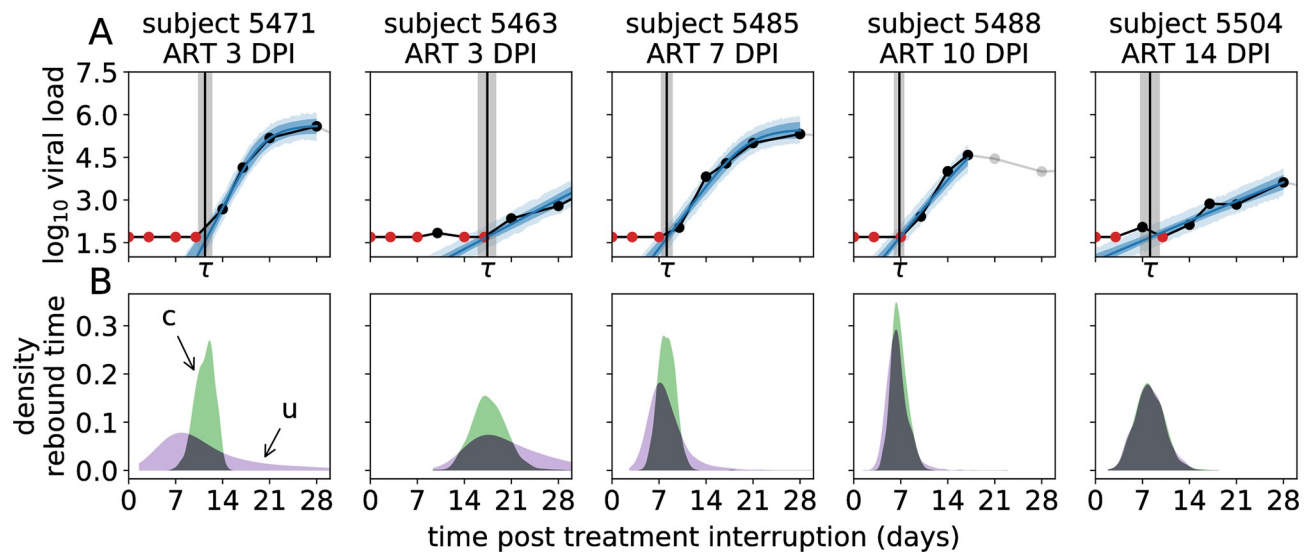 A
subject 5471
ART 3 DPI
subject 5463
ART 3 DPI
subject 5485
ART 7 DPI
subject 5488
ART 10 DPI
subject 5504
ART 14 DPI
log10 viral load
7.5
6.0
4.5
3.0
1.5
τ
τ
τ
τ
τ
B
density
rebound time
0.3
0.2
0.1
0.0
c
u
0 7 14 21 28
0 7 14 21 28
0 7 14 21 28
0 7 14 21 28
0 7 14 21 28
time post treatment interruption (days)